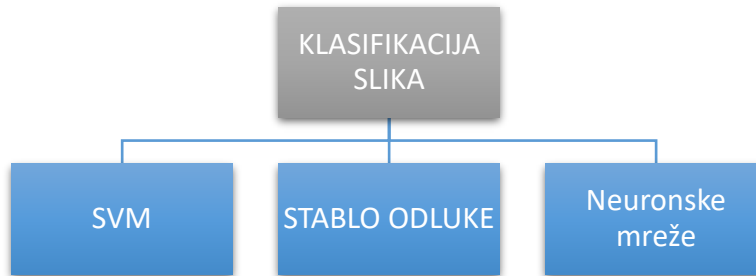 KLASIFIKACIJA
SLIKA
SVM
STABLO ODLUKE
Neuronske
mreže